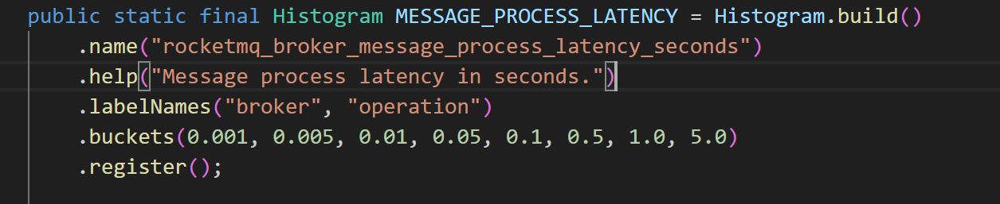 public static final Histogram MESSAGE_PROCESS_LATENCY = Histogram.build()
.name("rocketmq_broker_message_process_latency_seconds")
.help("Message process latency in seconds.")
.labelNames("broker", "operation")
.buckets(0.001, 0.005, 0.01, 0.05, 0.1, 0.5, 1.0, 5.0)
.register();